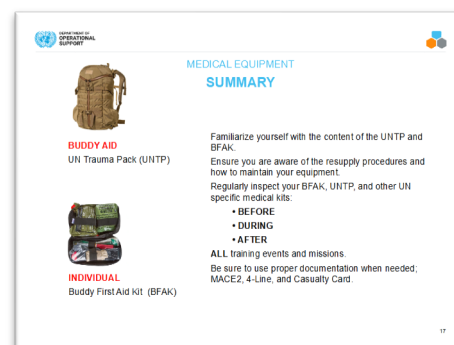 DEPARTMENT OF
OPERATIONAL
SUPPORT
MEDICAL EQUIPMENT
SUMMARY
BUDDY AID
UN Trauma Pack (UNTP)
INDIVIDUAL
Buddy First Aid Kit (BFAK)
Familiarize yourself with the content of the UNTP and
BFAK.
Ensure you are aware of the resupply procedures and
how to maintain your equipment.
Regularly inspect your BFAK, UNTP, and other UN
specific medical kits:
• BEFORE
• DURING
• AFTER
ALL training events and missions.
Be sure to use proper documentation when needed;
MACE2, 4-Line, and Casualty Card.
17